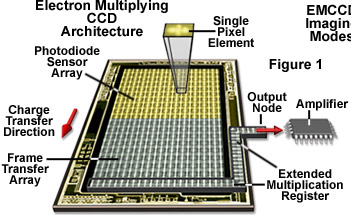 Electron Multiplying
CCD
Architecture
Single
Pixel
Element
EMCCD
Imaging
Modes
Photodiode
Sensor
Array
Figure 1
Output
Node
Amplifier
Charge
Transfer
Direction
Frame
Transfer
Array
Extended
Multiplication
Register